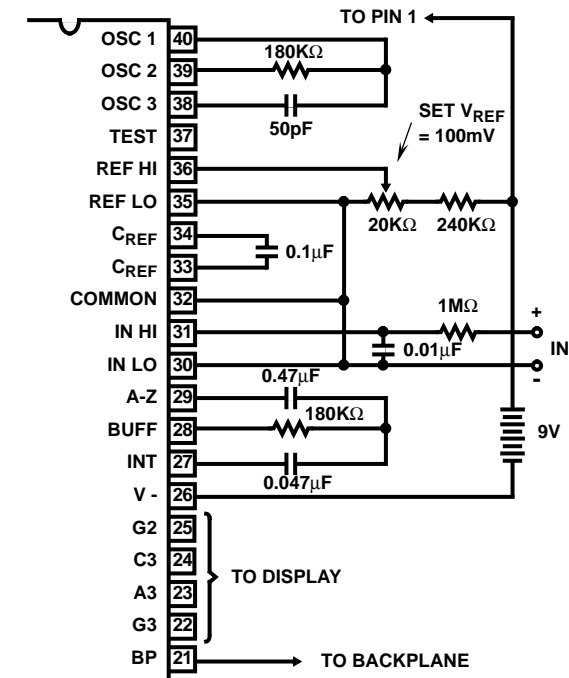 TO PIN 1
OSC 1 40
180KΩ
OSC 2 39
OSC 3 38
50pF
SET VREF
= 100mV
TEST 37
REF HI 36
REF LO 35
20KΩ 240KΩ
CREF 34
0.1µF
CREF 33
COMMON 32
1MΩ
+
IN HI 31
IN
0.01µF
IN LO 30
-
0.47µF
A-Z 29
180KΩ
BUFF 28
9V
INT 27
0.047µF
V - 26
G2 25
C3 24
TO DISPLAY
A3 23
G3 22
BP 21
TO BACKPLANE